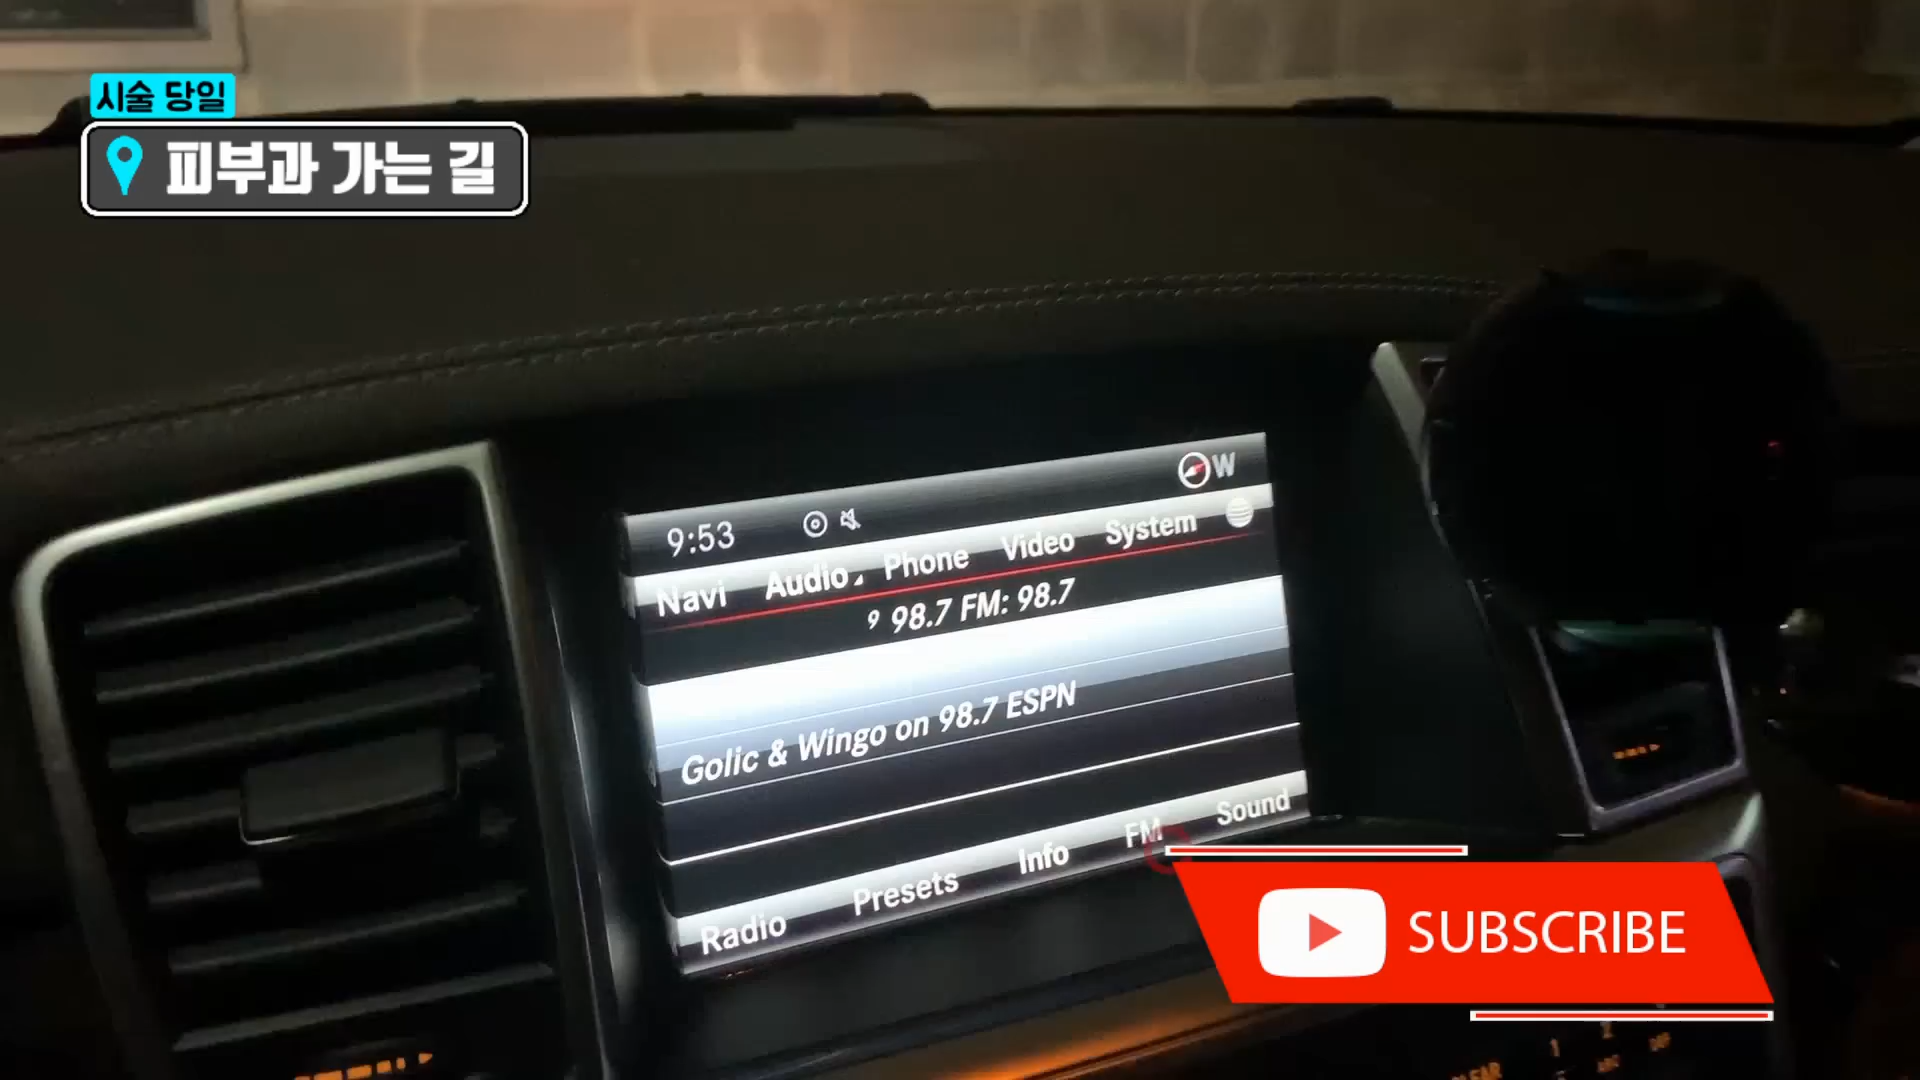 시술 당일
피부과 가는 길
W
9:53
Navi Audio Phone Video System
9 98.7 FM: 98.7
Golic & Wingo on 98.7 ESPN
Radio Presets Info FM Sound
SUBSCRIBE